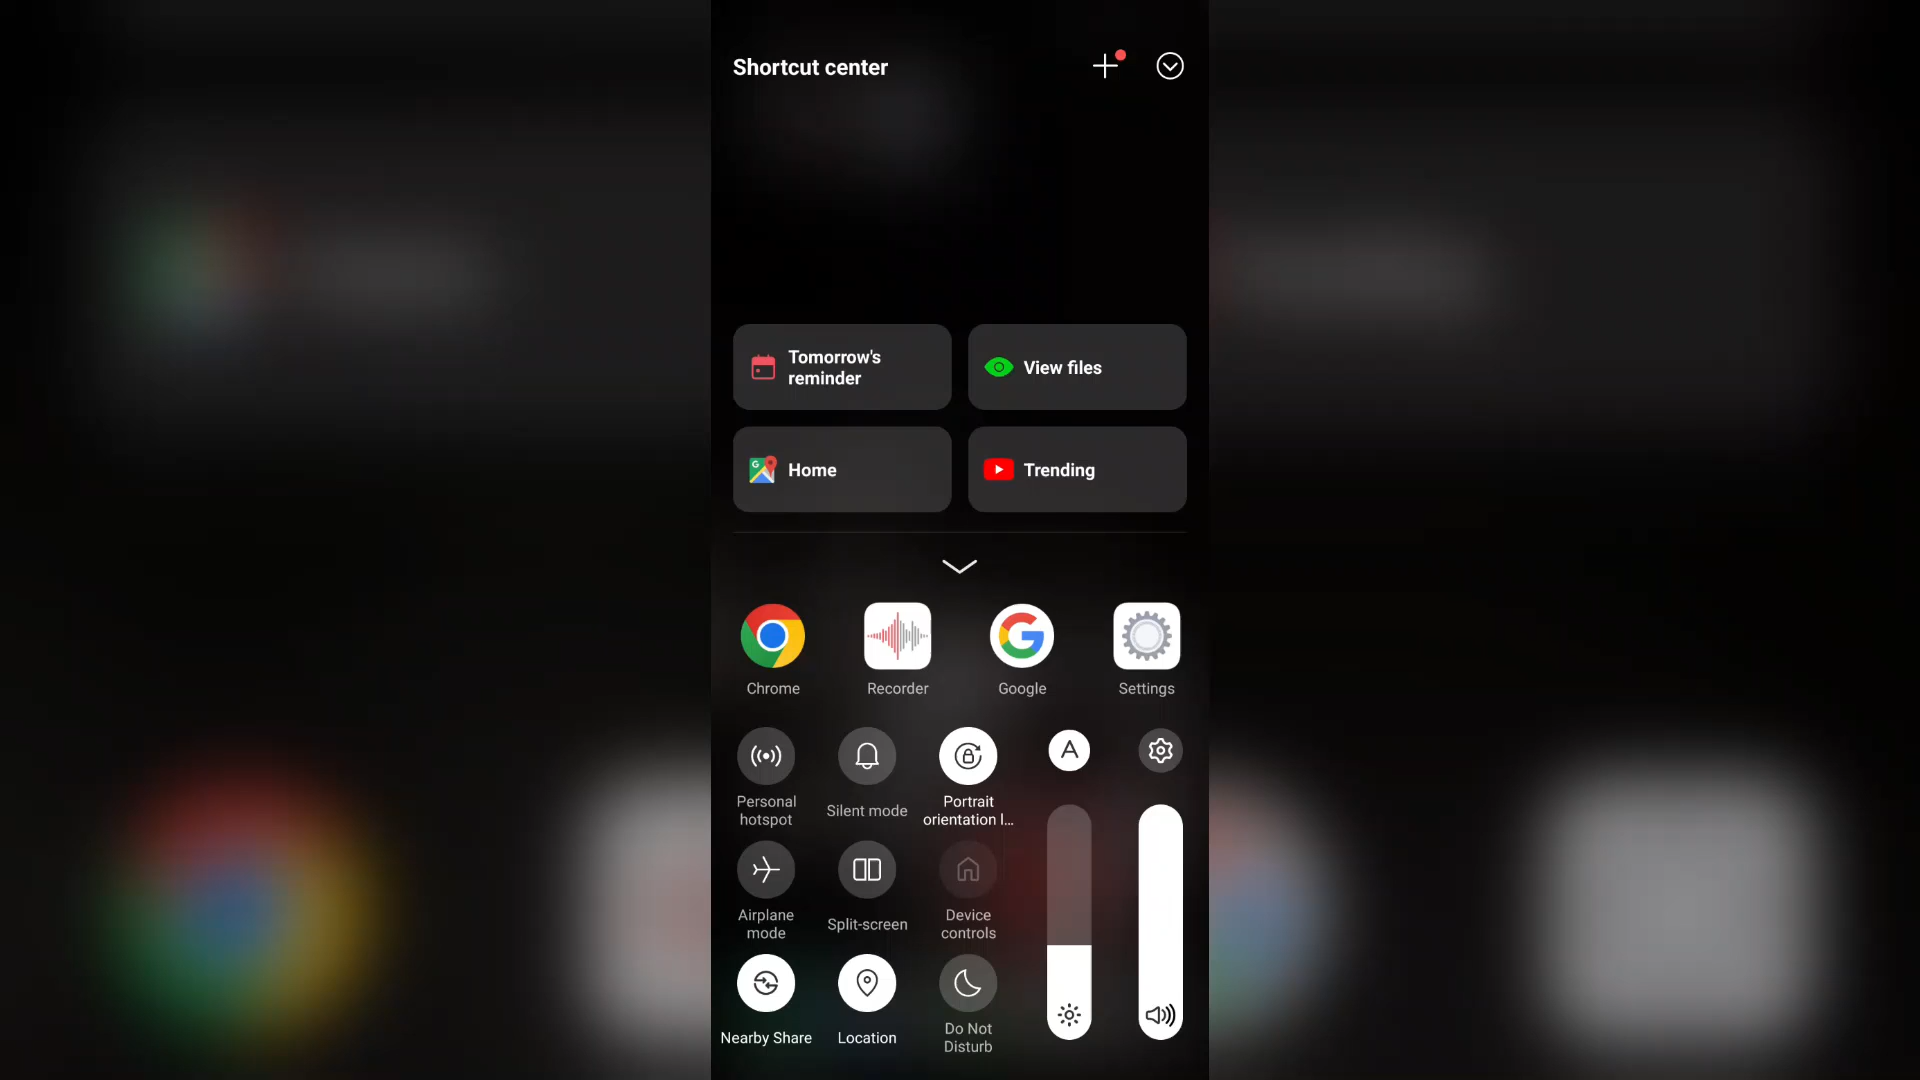 Shortcut center
Tomorrow's
reminder
View files
Home
Trending
Chrome
Recorder
Google
Settings
Personal
hotspot
Silent mode
Portrait
orientation l...
A
Airplane
mode
Split-screen
Device
controls
Nearby Share
Location
Do Not
Disturb